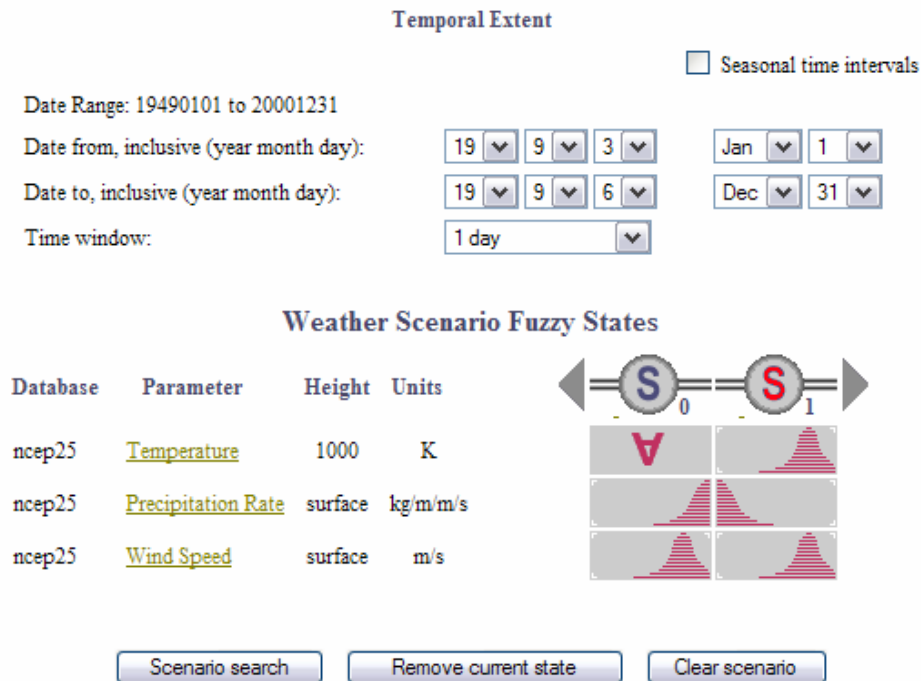 Temporal Extent
Seasonal time intervals
Date Range: 19490101 to 20001231
Date from, inclusive (year month day): 19 9 3 Jan 1
Date to, inclusive (year month day): 19 9 6 Dec 31
Time window: 1 day
Weather Scenario Fuzzy States
Database Parameter Height Units S 0 S 1
ncep25 Temperature 1000 K ∀
ncep25 Precipitation Rate surface kg/m/m/s
ncep25 Wind Speed surface m/s
Scenario search Remove current state Clear scenario